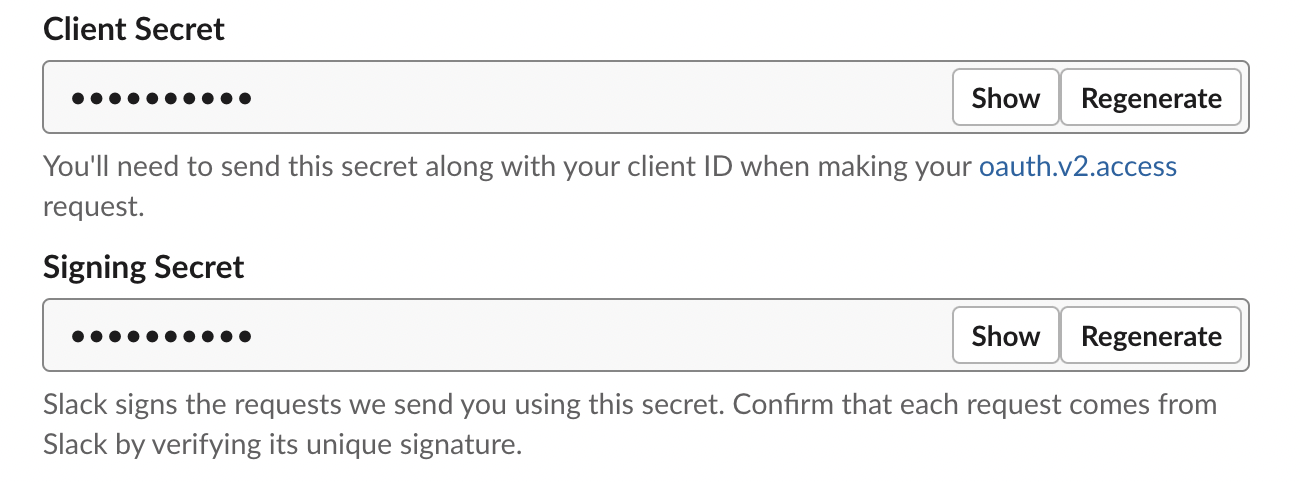 Client Secret
•••••••••• Show Regenerate
You'll need to send this secret along with your client ID when making your oauth.v2.access
request.
Signing Secret
•••••••••• Show Regenerate
Slack signs the requests we send you using this secret. Confirm that each request comes from
Slack by verifying its unique signature.